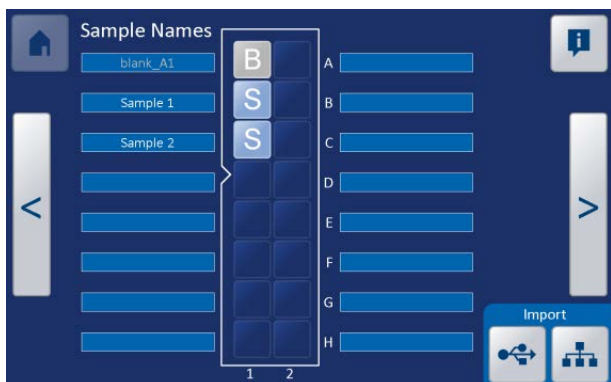 Sample Names
blank_A1 B A
Sample 1 S B
Sample 2 S C
D
< E >
F
G
Import
H
1 2